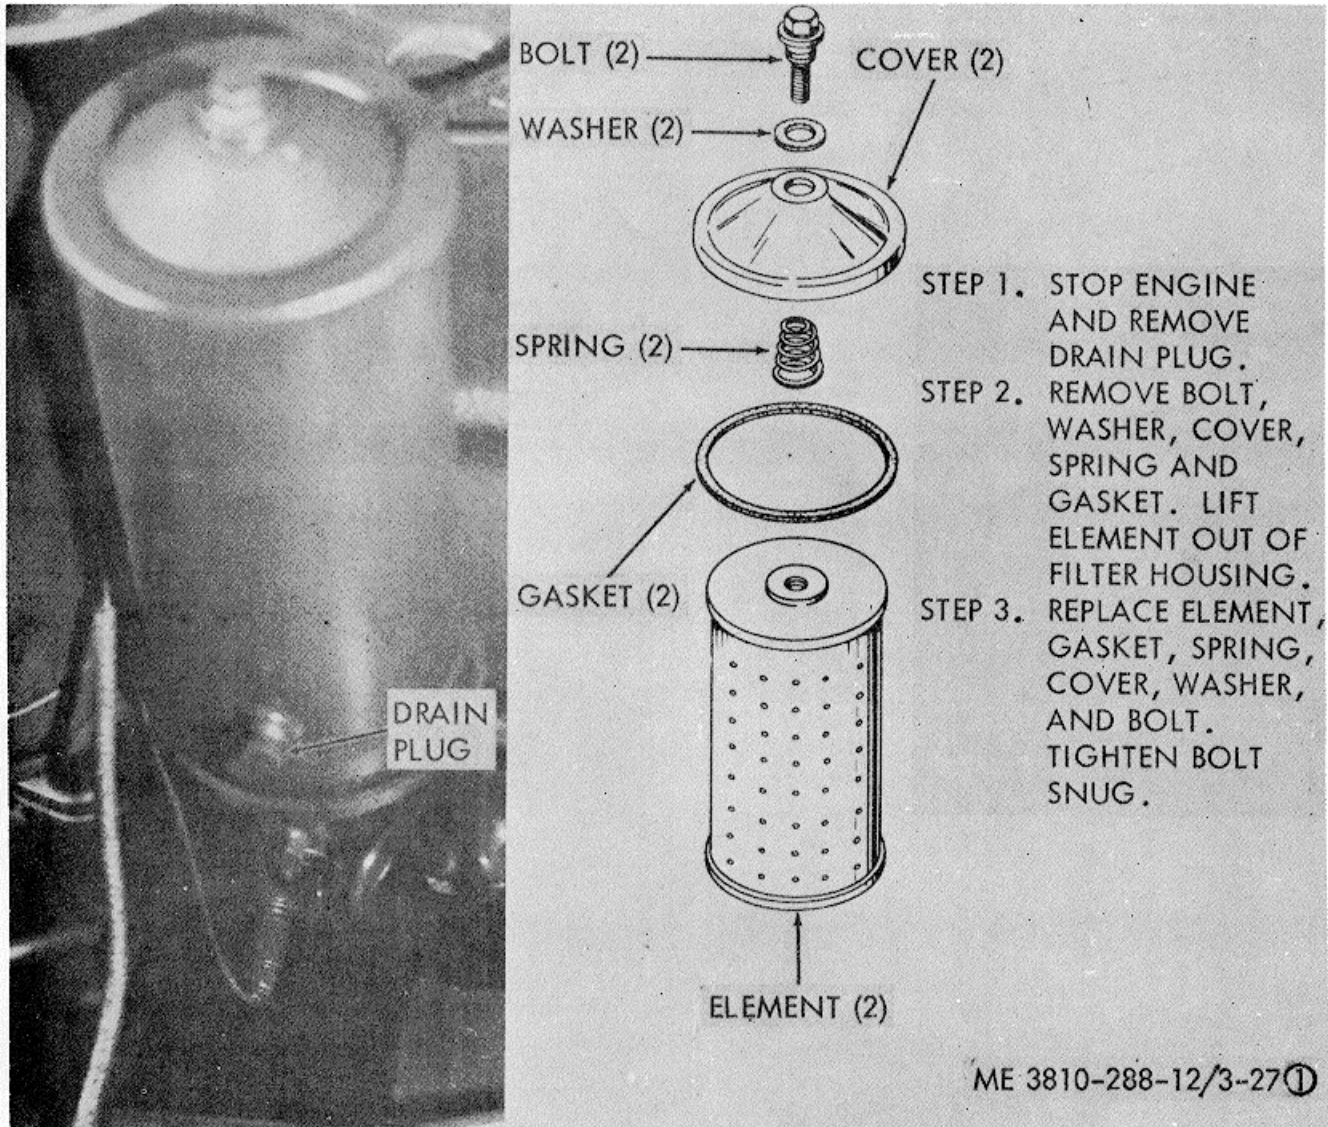 BOLT (2)
COVER (2)
WASHER (2)
SPRING (2)
GASKET (2)
DRAIN
PLUG
ELEMENT (2)
STEP 1. STOP ENGINE
AND REMOVE
DRAIN PLUG.
STEP 2. REMOVE BOLT,
WASHER, COVER,
SPRING AND
GASKET. LIFT
ELEMENT OUT OF
FILTER HOUSING.
STEP 3. REPLACE ELEMENT,
GASKET, SPRING,
COVER, WASHER,
AND BOLT.
TIGHTEN BOLT
SNUG.
ME 3810-288-12/3-27①